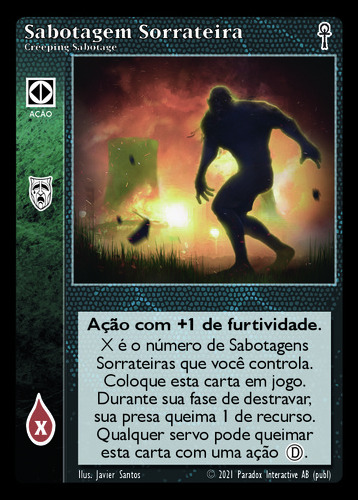 Sabotagem Sorrateira
Creeping Sabotage
AÇÃO
Ação com +1 de furtividade.
X é o número de Sabotagens
Sorrateiras que você controla.
Coloque esta carta em jogo.
Durante sua fase de destravar,
sua presa queima 1 de recurso.
Qualquer servo pode queimar
esta carta com uma ação Ⓓ.
X
Ilus: Javier Santos
© 2021 Paradox Interactive AB (publ)